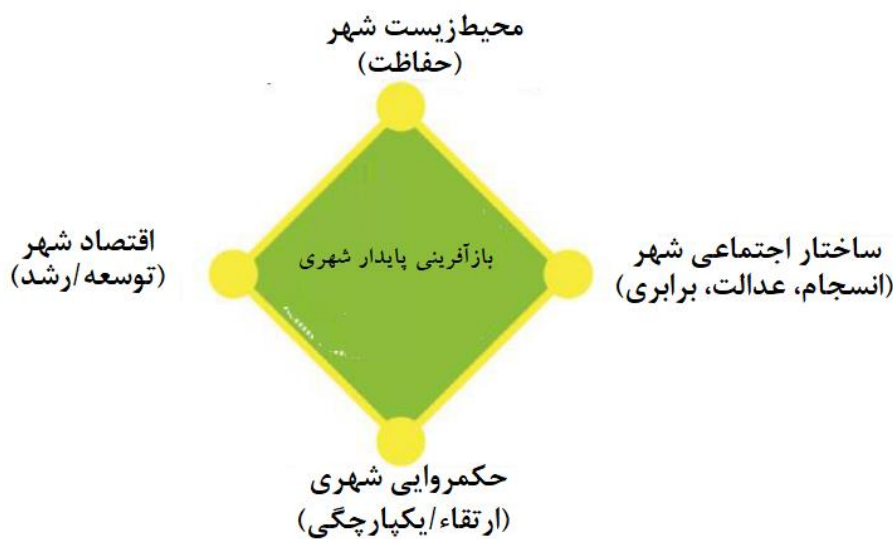 محیط‌زیست شهر
(حفاظت)
ساختار اجتماعی شهر
(انسجام، عدالت، برابری)
بازآفرینی پایدار شهری
اقتصاد شهر
(توسعه/رشد)
حکمروایی شهری
(ارتقاء/یکپارچگی)